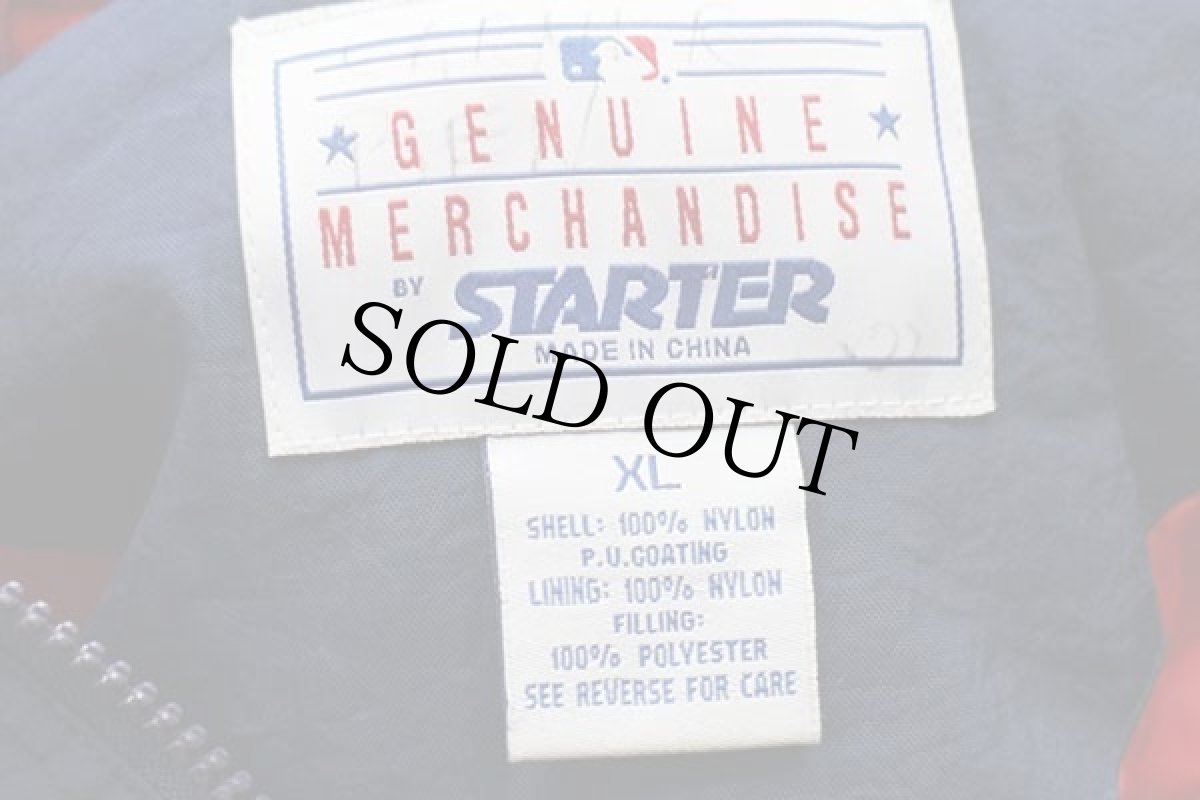 GENUINE
MERCHANDISE
BY STARTER
MADE IN CHINA
SOLD OUT
XL
SHELL: 100% NYLON
P.U.COATING
LINING: 100% NYLON
FILLING:
100% POLYESTER
SEE REVERSE FOR CARE